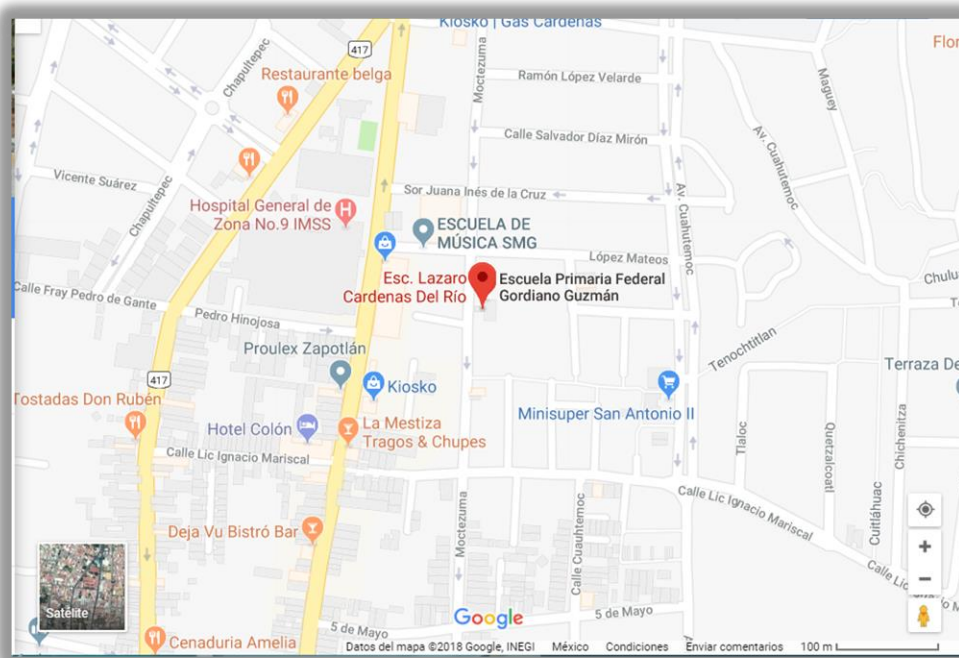 Kiosko | Gas Cardenas
417
Flor
Restaurante belga
Chapultepec
Moctezuma
Ramón López Velarde
Maguey
Calle Salvador Díaz Mirón
Av. Cuahutemoc
Vicente Suárez
Chapultepec
Sor Juana Inés de la Cruz
Av. Cuahutemoc
Hospital General de
Zona No.9 IMSS
ESCUELA DE
MÚSICA SMG
López Mateos
Esc. Lazaro
Cardenas Del Río
Escuela Primaria Federal
Gordiano Guzmán
Chulu
Calle Fray Pedro de Gante
Pedro Hinojosa
Tenochtitlan
Proulex Zapotlán
Terraza De
417
Kiosko
Tostadas Don Rubén
Minisuper San Antonio II
Hotel Colón
La Mestiza
Tragos & Chupes
Tlaloc
Quetzalcoatl
Chichenitza
Calle Lic Ignacio Mariscal
Calle Lic Ignacio Mariscal
Cuitláhuac
Deja Vu Bistró Bar
Moctezuma
Calle Cuauhtemoc
Calle Lic
Satélite
Google
5 de Mayo
5 de Mayo
Av
Cenaduria Amelia
Datos del mapa ©2018 Google, INEGI México Condiciones Enviar comentarios 100 m